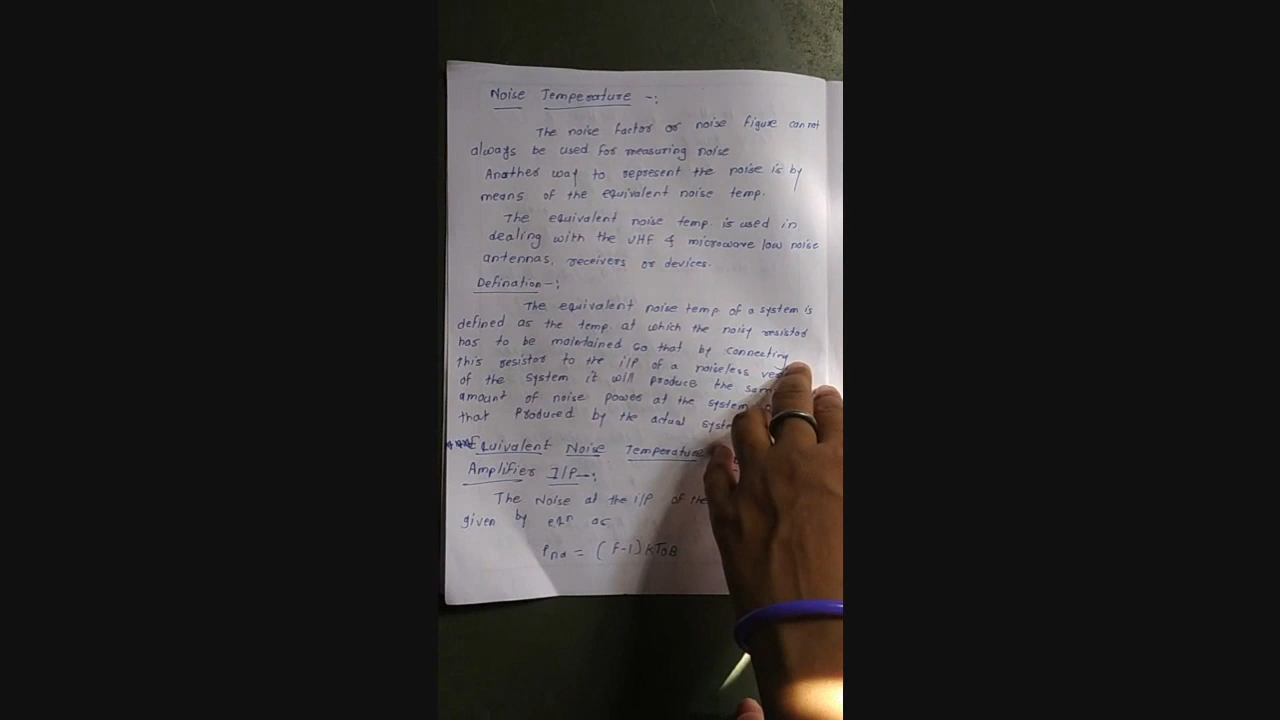 Noise Temperature -:
The noise factor or noise figure can not
always be used for measuring noise
Another way to represent the noise is by
means of the equivalent noise temp.
The equivalent noise temp. is used in
dealing with the UHF & microwave low noise
antennas, receivers or devices.
Defination -:
The equivalent noise temp. of a system is
defined as the temp. at which the noisy resistor
has to be maintained so that by connecting
this resistor to the i/p of a noiseless
of the system it will produce the
amount of noise power at the system
that Produced by the actual
Equivalent Noise Temperature
Amplifier I/P -:
The Noise at the i/p of the
given by eqn as
Pna = (F-1) kToB